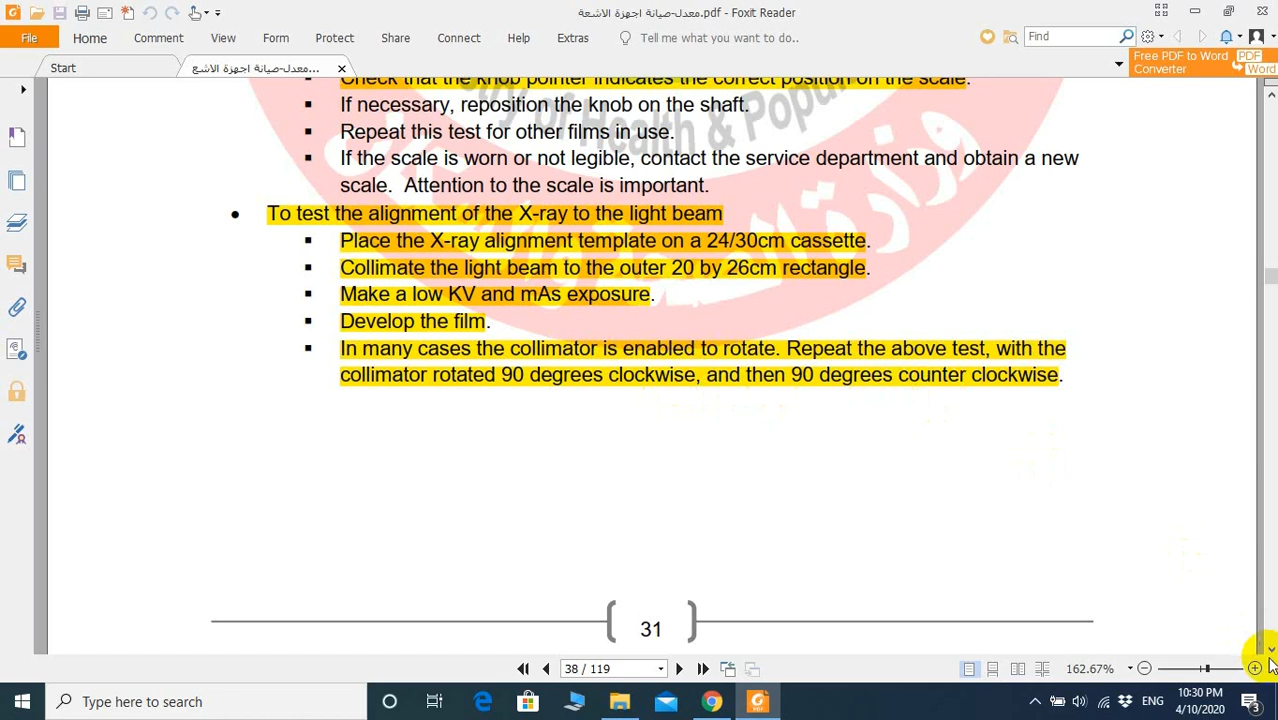 معدل-صيانة اجهزة الاشعة.pdf - Foxit Reader
File Home Comment View Form Protect Share Connect Help Extras Tell me what you want to do... Find
Start معدل-صيانة اجهزة الاشع...
Free PDF to Word PDF
Converter Word
Check that the knob pointer indicates the correct position on the scale.
▪ If necessary, reposition the knob on the shaft.
▪ Repeat this test for other films in use.
▪ If the scale is worn or not legible, contact the service department and obtain a new
scale. Attention to the scale is important.
• To test the alignment of the X-ray to the light beam
▪ Place the X-ray alignment template on a 24/30cm cassette.
▪ Collimate the light beam to the outer 20 by 26cm rectangle.
▪ Make a low KV and mAs exposure.
▪ Develop the film.
▪ In many cases the collimator is enabled to rotate. Repeat the above test, with the
collimator rotated 90 degrees clockwise, and then 90 degrees counter clockwise.
of Health & Popul
وزارة
31
38 / 119 162.67%
Type here to search ENG 10:30 PM
4/10/2020 3